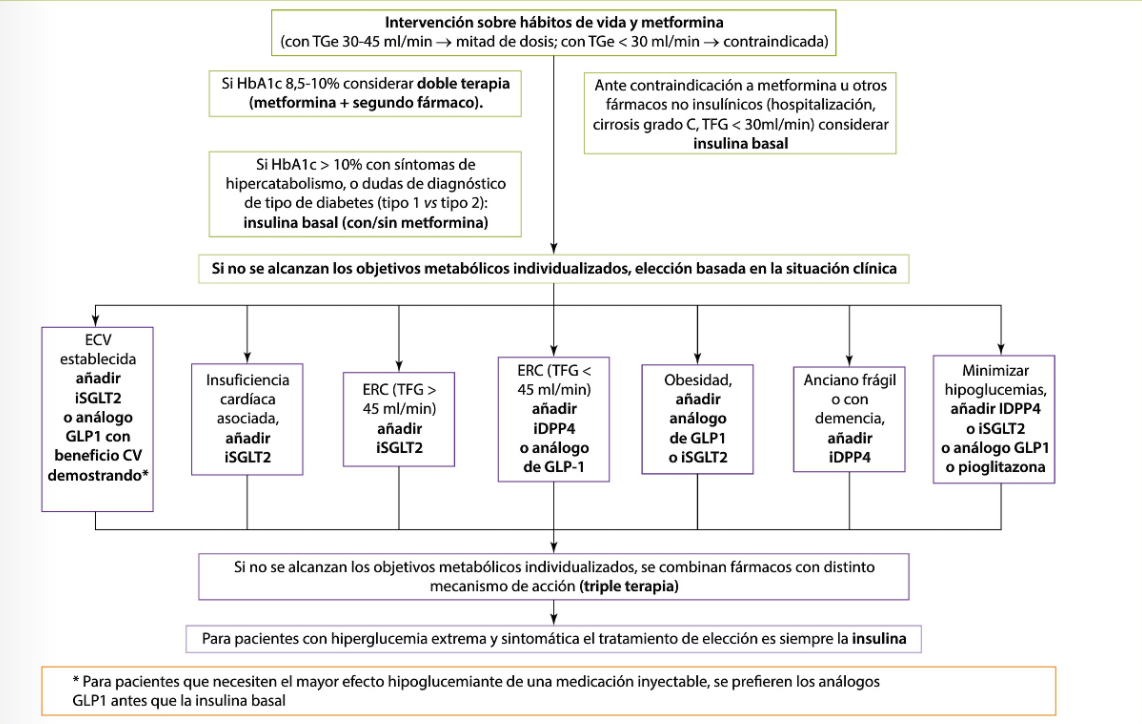 Intervención sobre hábitos de vida y metformina
(con TGe 30-45 ml/min → mitad de dosis; con TGe < 30 ml/min → contraindicada)
Si HbA1c 8,5-10% considerar doble terapia
(metformina + segundo fármaco).
Ante contraindicación a metformina u otros
fármacos no insulínicos (hospitalización,
cirrosis grado C, TFG < 30ml/min) considerar
insulina basal
Si HbA1c > 10% con síntomas de
hipercatabolismo, o dudas de diagnóstico
de tipo de diabetes (tipo 1 vs tipo 2):
insulina basal (con/sin metformina)
Si no se alcanzan los objetivos metabólicos individualizados, elección basada en la situación clínica
ECV
establecida
añadir
iSGLT2
o análogo
GLP1 con
beneficio CV
demostrando*
Insuficiencia
cardíaca
asociada,
añadir
iSGLT2
ERC (TFG >
45 ml/min)
añadir
iSGLT2
ERC (TFG <
45 ml/min)
añadir
iDPP4
o análogo
de GLP-1
Obesidad,
añadir
análogo
de GLP1
o iSGLT2
Anciano frágil
o con
demencia,
añadir
iDPP4
Minimizar
hipoglucemias,
añadir IDPP4
o iSGLT2
o análogo GLP1
o pioglitazona
Si no se alcanzan los objetivos metabólicos individualizados, se combinan fármacos con distinto
mecanismo de acción (triple terapia)
Para pacientes con hiperglucemia extrema y sintomática el tratamiento de elección es siempre la insulina
* Para pacientes que necesiten el mayor efecto hipoglucemiante de una medicación inyectable, se prefieren los análogos
GLP1 antes que la insulina basal